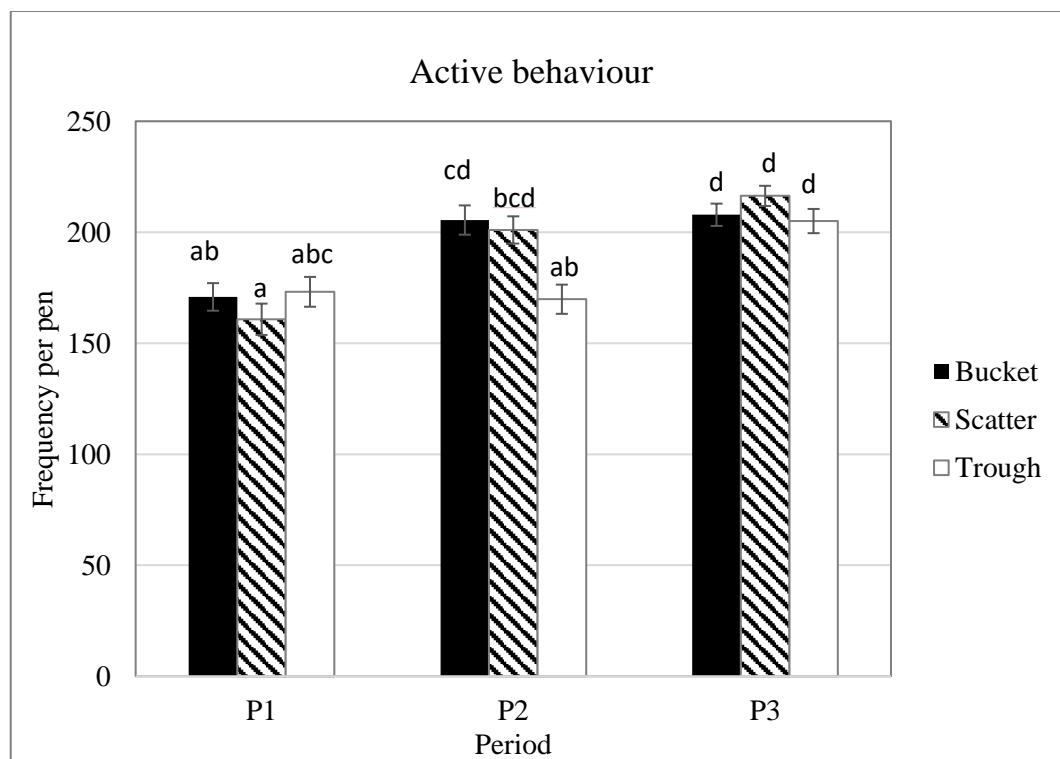 Active behaviour
Frequency per pen
250
200
150
100
50
0
ab
a
abc
cd
bcd
ab
d
d
d
P1
P2
P3
Period
Bucket
Scatter
Trough